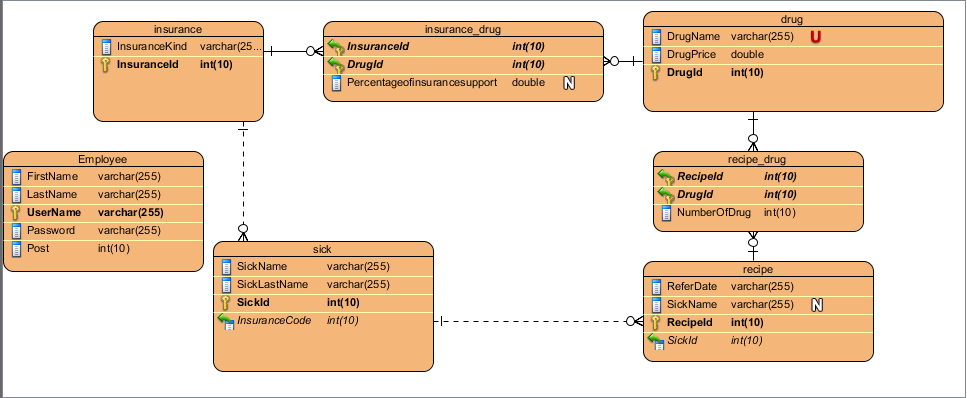 insurance
InsuranceKind varchar(25...
InsuranceId int(10)
insurance_drug
InsuranceId int(10)
DrugId int(10)
Percentageofinsurancesupport double N
drug
DrugName varchar(255) U
DrugPrice double
DrugId int(10)
Employee
FirstName varchar(255)
LastName varchar(255)
UserName varchar(255)
Password varchar(255)
Post int(10)
recipe_drug
RecipeId int(10)
DrugId int(10)
NumberOfDrug int(10)
sick
SickName varchar(255)
SickLastName varchar(255)
SickId int(10)
InsuranceCode int(10)
recipe
ReferDate varchar(255)
SickName varchar(255) N
RecipeId int(10)
SickId int(10)